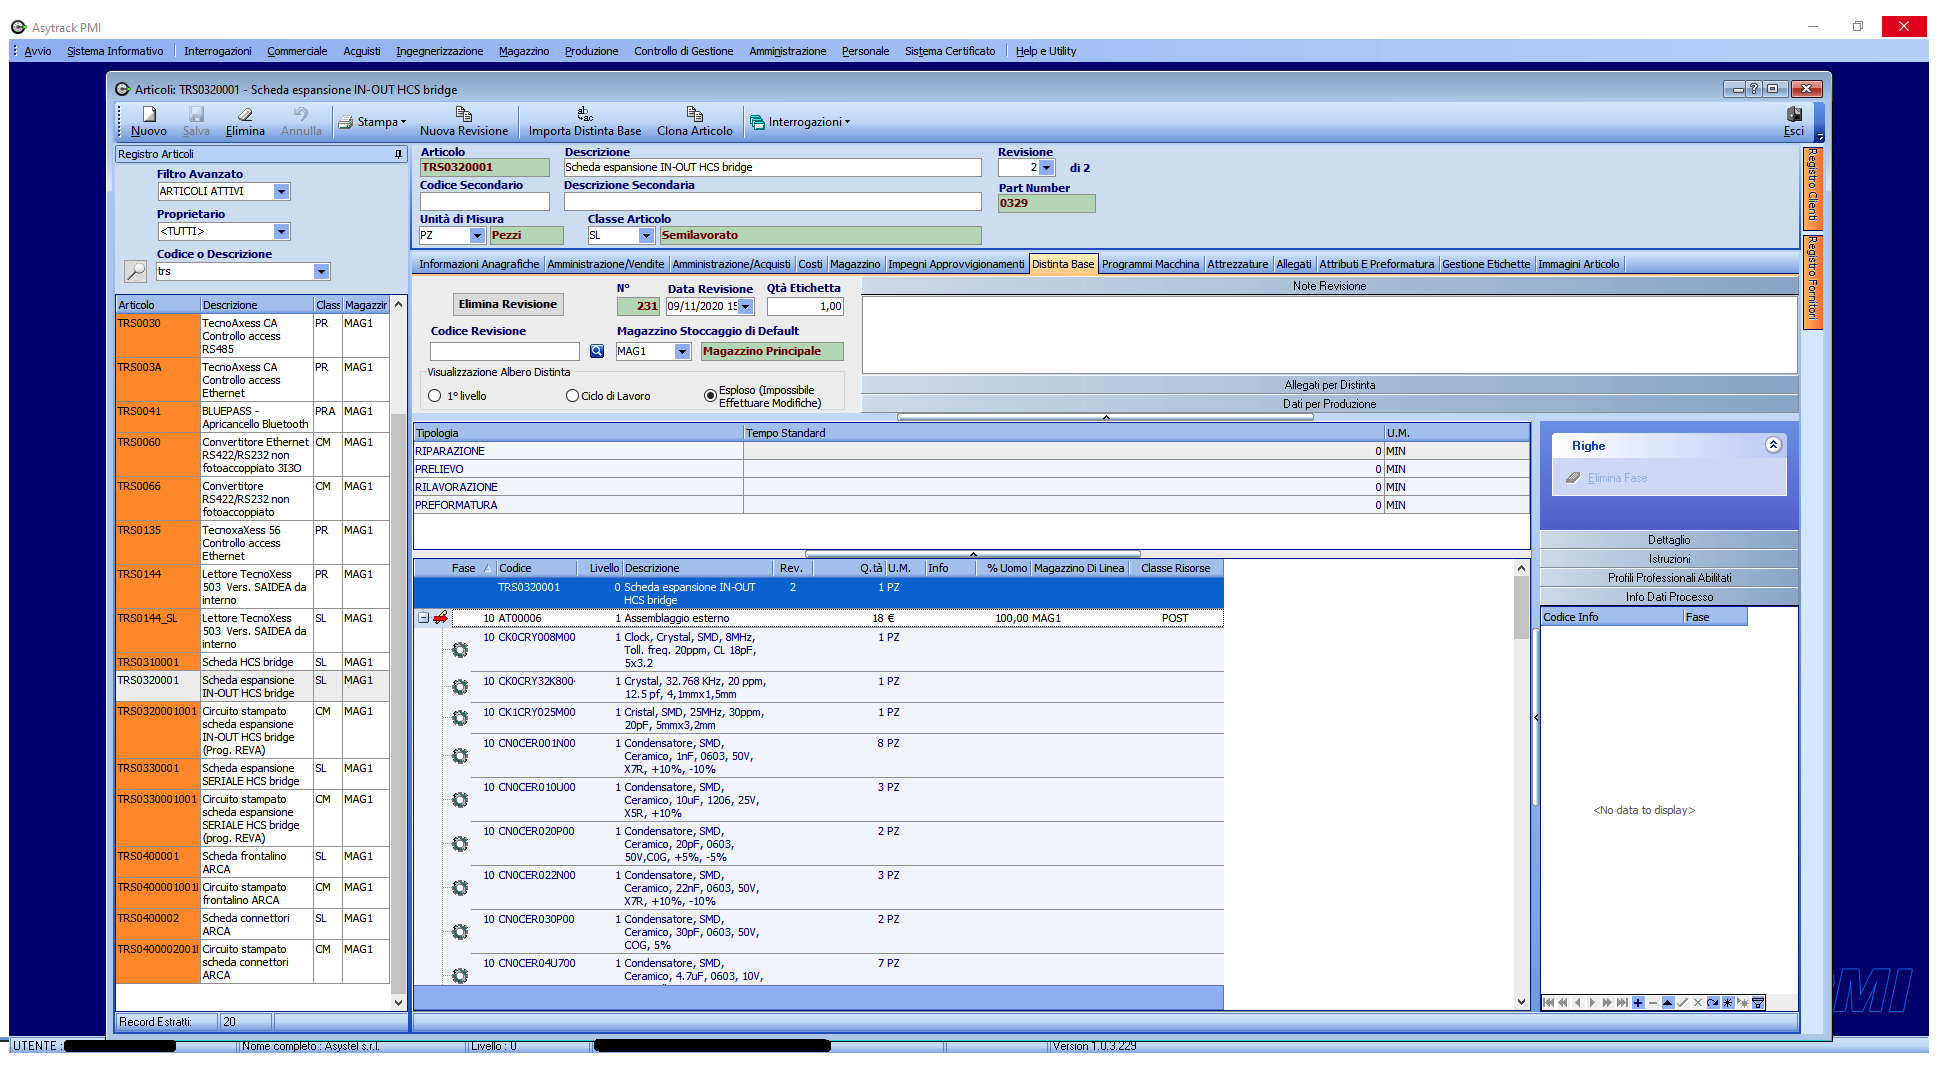 Asytrack PMI
Avvio Sistema Informativo Interrogazioni Commerciale Acquisti Ingegnerizzazione Magazzino Produzione Controllo di Gestione Amministrazione Personale Sistema Certificato Help e Utility
Articoli: TRS0320001 - Scheda espansione IN-OUT HCS bridge
Nuovo Salva Elimina Annulla Stampa Nuova Revisione Importa Distinta Base Clona Articolo Interrogazioni Esci
Registro Articoli
Filtro Avanzato
ARTICOLI ATTIVI
Proprietario
<TUTTI>
Codice o Descrizione
trs
Articolo Descrizione Class Magazzir
TRS0030 TecnoAxess CA PR MAG1
Controllo access
RS485
TRS003A TecnoAxess CA PR MAG1
Controllo access
Ethernet
TRS0041 BLUEPASS - PRA MAG1
Apricancello Bluetooth
TRS0060 Convertitore Ethernet CM MAG1
RS422/RS232 non
fotoaccoppiato 3I3O
TRS0066 Convertitore CM MAG1
RS422/RS232 non
fotoaccoppiato
TRS0135 TecnoxaXess 56 PR MAG1
Controllo access
Ethernet
TRS0144 Lettore TecnoXess PR MAG1
503 Vers. SAIDEA da
interno
TRS0144_SL Lettore TecnoXess SL MAG1
503 Vers. SAIDEA da
interno
TRS0310001 Scheda HCS bridge SL MAG1
TRS0320001 Scheda espansione SL MAG1
IN-OUT HCS bridge
TRS0320001001 Circuito stampato CM MAG1
scheda espansione
IN-OUT HCS bridge
(Prog. REVA)
TRS0330001 Scheda espansione SL MAG1
SERIALE HCS bridge
TRS0330001001 Circuito stampato CM MAG1
scheda espansione
SERIALE HCS bridge
(prog. REVA)
TRS0400001 Scheda frontalino SL MAG1
ARCA
TRS0400001001 Circuito stampato CM MAG1
frontalino ARCA
TRS0400002 Scheda connettori SL MAG1
ARCA
TRS0400002001 Circuito stampato CM MAG1
scheda connettori
ARCA
Record Estratti: 20
Articolo Descrizione Revisione
TRS0320001 Scheda espansione IN-OUT HCS bridge 2 di 2
Codice Secondario Descrizione Secondaria Part Number
0329
Unità di Misura Classe Articolo
PZ Pezzi SL Semilavorato
Informazioni Anagrafiche Amministrazione/Vendite Amministrazione/Acquisti Costi Magazzino Impegni Approvvigionamenti Distinta Base Programmi Macchina Attrezzature Allegati Attributi E Preformatura Gestione Etichette Immagini Articolo
N° Data Revisione Qtà Etichetta
Elimina Revisione 231 09/11/2020 15 1,00
Codice Revisione Magazzino Stoccaggio di Default
MAG1 Magazzino Principale
Visualizzazione Albero Distinta
1° livello Ciclo di Lavoro Esploso (Impossibile
Effettuare Modifiche)
Note Revisione
Allegati per Distinta
Dati per Produzione
Tipologia Tempo Standard U.M.
RIPARAZIONE 0 MIN
PRELIEVO 0 MIN
RILAVORAZIONE 0 MIN
PREFORMATURA 0 MIN
Fase Codice Livello Descrizione Rev. Q.tà U.M. Info % Uomo Magazzino Di Linea Classe Risorse
TRS0320001 0 Scheda espansione IN-OUT 2 1 PZ
HCS bridge
10 AT00006 1 Assemblaggio esterno 18 € 100,00 MAG1 POST
10 CK0CRY008M00 1 Clock, Crystal, SMD, 8MHz, 1 PZ
Toll. freq. 20ppm, CL 18pF,
5x3.2
10 CK0CRY32K800 1 Crystal, 32.768 KHz, 20 ppm, 1 PZ
12.5 pf, 4,1mmx1,5mm
10 CK1CRY025M00 1 Cristal, SMD, 25MHz, 30ppm, 1 PZ
20pF, 5mmx3,2mm
10 CN0CER001N00 1 Condensatore, SMD, 8 PZ
Ceramico, 1nF, 0603, 50V,
X7R, +10%, -10%
10 CN0CER010U00 1 Condensatore, SMD, 3 PZ
Ceramico, 10uF, 1206, 25V,
X5R, +10%
10 CN0CER020P00 1 Condensatore, SMD, 2 PZ
Ceramico, 20pF, 0603,
50V,C0G, +5%, -5%
10 CN0CER022N00 1 Condensatore, SMD, 3 PZ
Ceramico, 22nF, 0603, 50V,
X7R, +10%, -10%
10 CN0CER030P00 1 Condensatore, SMD, 2 PZ
Ceramico, 30pF, 0603, 50V,
COG, 5%
10 CN0CER04U700 1 Condensatore, SMD, 7 PZ
Ceramico, 4.7uF, 0603, 10V,
Righe
Elimina Fase
Dettaglio
Istruzioni
Profili Professionali Abilitati
Info Dati Processo
Codice Info Fase
<No data to display>
Registro Clienti
Registro Fornitori
PMI
UTENTE : Nome completo : Asystel s.r.l. Livello : 0 Version 1.0.3.229